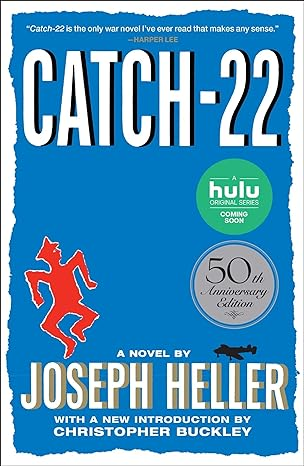 "Catch-22 is the only war novel I've ever read that makes any sense."
—HARPER LEE
CATCH-22
A
hulu
ORIGINAL SERIES
COMING
SOON
50th
Anniversary
Edition
A NOVEL BY
JOSEPH HELLER
WITH A NEW INTRODUCTION BY
CHRISTOPHER BUCKLEY